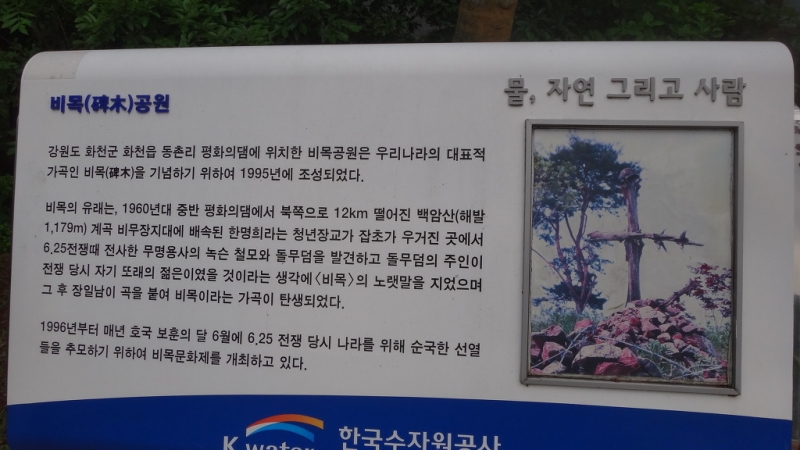 비목(碑木)공원
물, 자연 그리고 사람
강원도 화천군 화천읍 동촌리 평화의댐에 위치한 비목공원은 우리나라의 대표적
가곡인 비목(碑木)을 기념하기 위하여 1995년에 조성되었다.
비목의 유래는, 1960년대 중반 평화의댐에서 북쪽으로 12km 떨어진 백암산(해발
1,179m) 계곡 비무장지대에 배속된 한명희라는 청년장교가 잡초가 우거진 곳에서
6.25전쟁때 전사한 무명용사의 녹슨 철모와 돌무덤을 발견하고 돌무덤의 주인이
전쟁 당시 자기 또래의 젊은이였을 것이라는 생각에〈비목〉의 노랫말을 지었으며
그 후 장일남이 곡을 붙여 비목이라는 가곡이 탄생되었다.
1996년부터 매년 호국 보훈의 달 6월에 6.25 전쟁 당시 나라를 위해 순국한 선열
들을 추모하기 위하여 비목문화제를 개최하고 있다.
K water 한국수자원공사